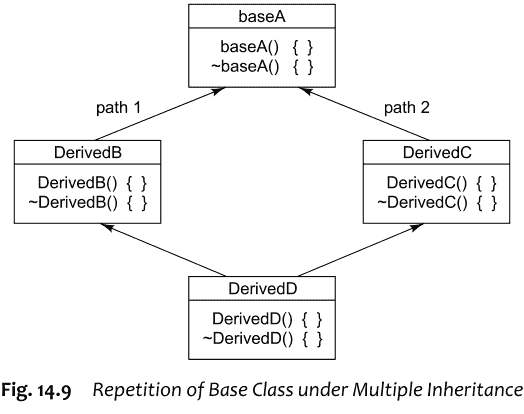 baseA
baseA() { }
~baseA() { }
path 1
path 2
DerivedB
DerivedB() { }
~DerivedB() { }
DerivedC
DerivedC() { }
~DerivedC() { }
DerivedD
DerivedD() { }
~DerivedD() { }
Fig. 14.9 Repetition of Base Class under Multiple Inheritance